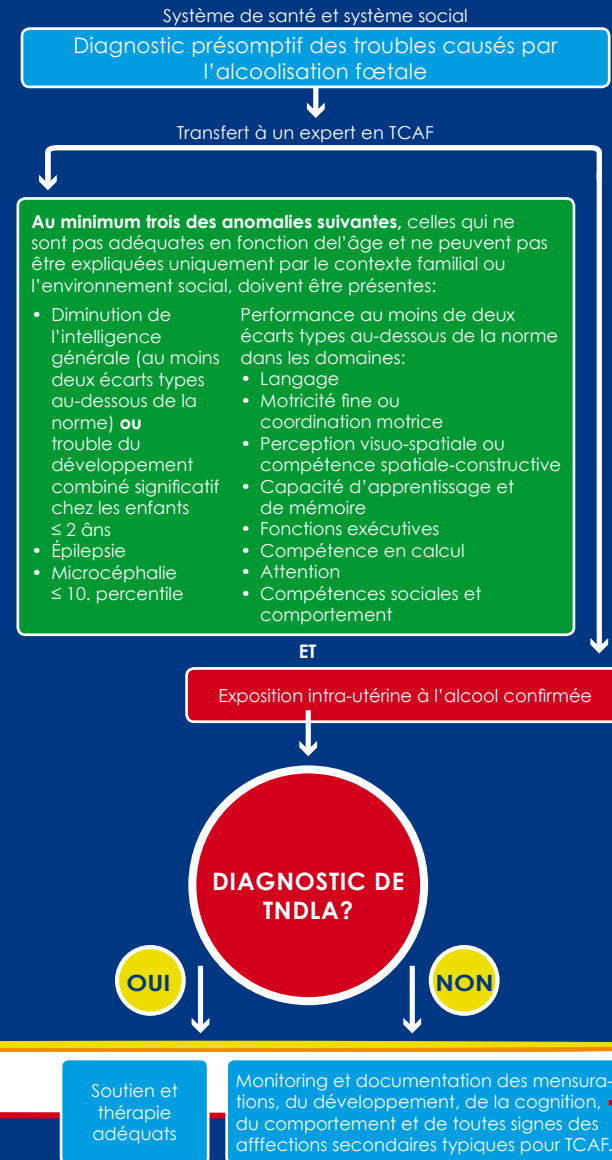 Système de santé et système social
Diagnostic présomptif des troubles causés par
l'alcoolisation fœtale
Transfert à un expert en TCAF
Au minimum trois des anomalies suivantes, celles qui ne
sont pas adéquates en fonction del'âge et ne peuvent pas
être expliquées uniquement par le contexte familial ou
l'environnement social, doivent être présentes:
• Diminution de
l'intelligence
générale (au moins
deux écarts types
au-dessous de la
norme) ou
trouble du
développement
combiné significatif
chez les enfants
≤ 2 âns
• Épilepsie
• Microcéphalie
≤ 10. percentile
Performance au moins de deux
écarts types au-dessous de la norme
dans les domaines:
• Langage
• Motricité fine ou
coordination motrice
• Perception visuo-spatiale ou
compétence spatiale-constructive
• Capacité d'apprentissage et
de mémoire
• Fonctions exécutives
• Compétence en calcul
• Attention
• Compétences sociales et
comportement
ET
Exposition intra-utérine à l'alcool confirmée
DIAGNOSTIC DE
TNDLA?
OUI
NON
Soutien et
thérapie
adéquats
Monitoring et documentation des mensura-
tions, du développement, de la cognition,
du comportement et de toutes signes des
afffections secondaires typiques pour TCAF.